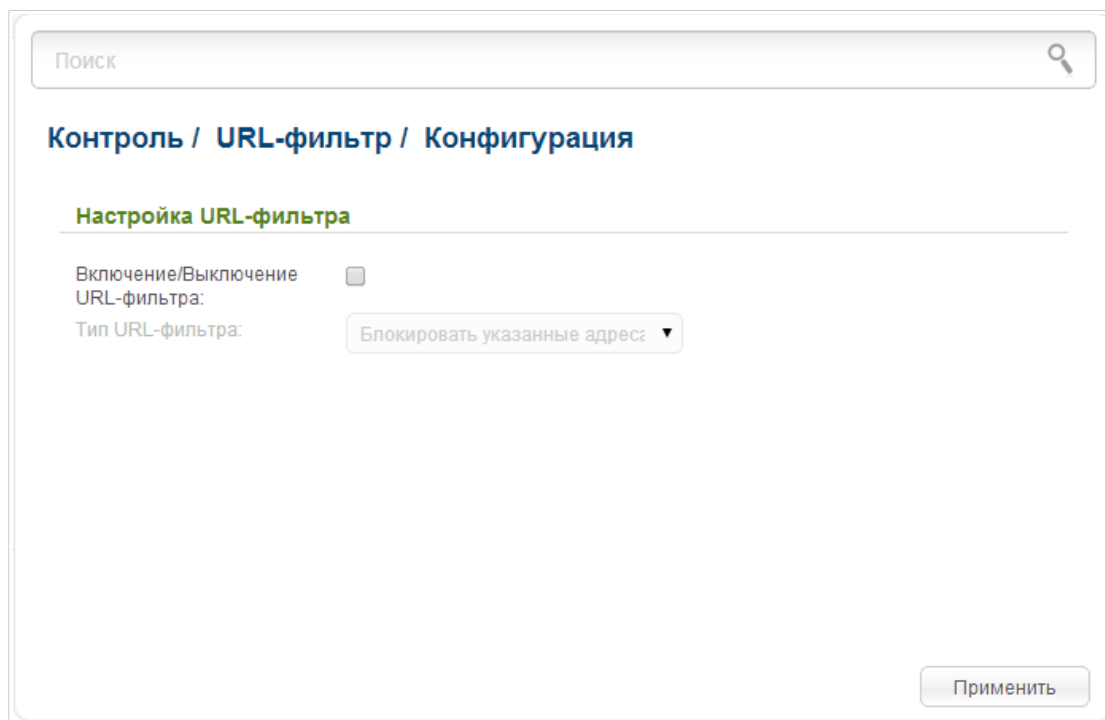 Поиск
Контроль / URL-фильтр / Конфигурация
Настройка URL-фильтра
Включение/Выключение
URL-фильтра:
Тип URL-фильтра:
Блокировать указанные адреса
Применить